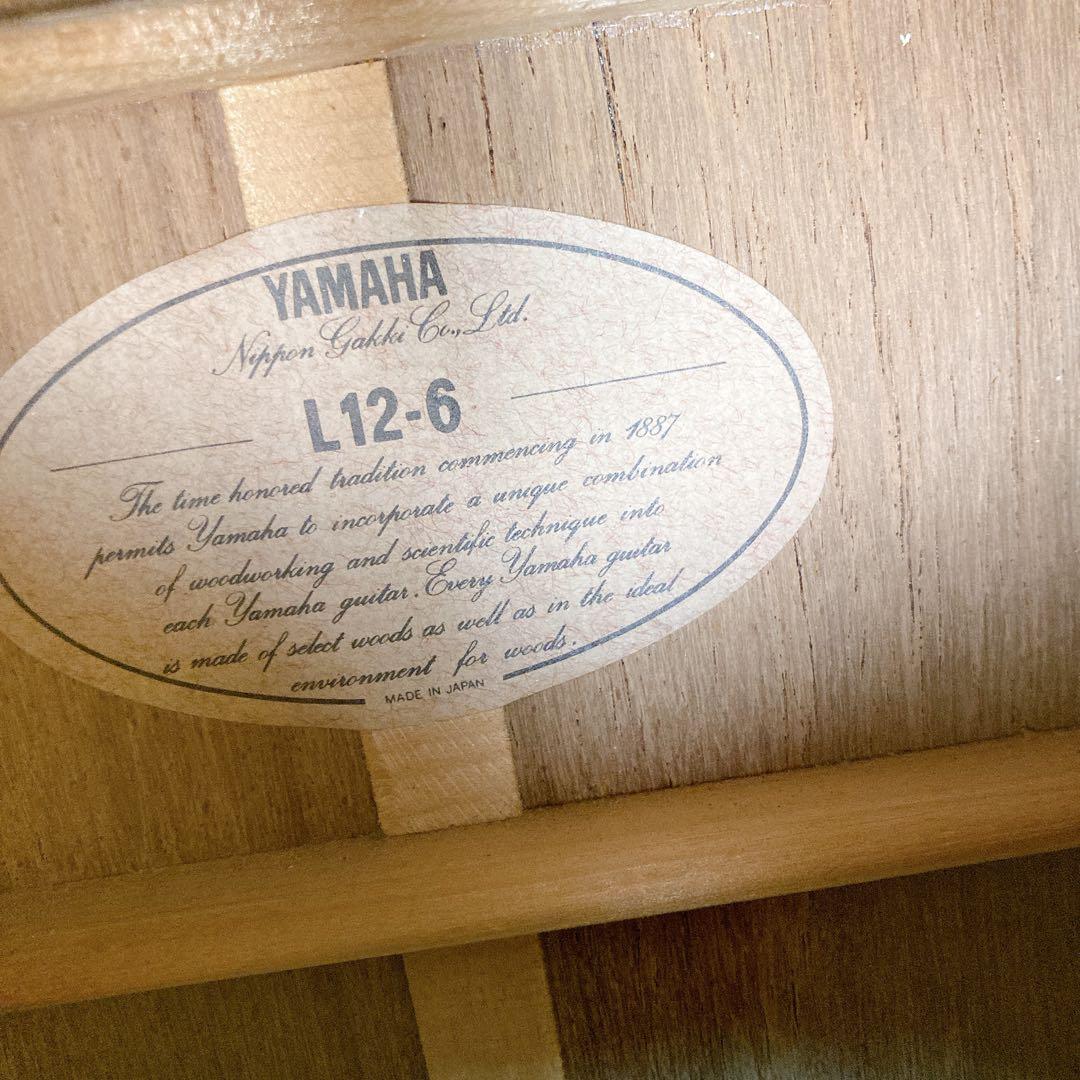 YAMAHA
Nippon Gakki Co., Ltd.
L12-6
The time honored tradition commencing in 1887
permits Yamaha to incorporate a unique combination
of woodworking and scientific technique into
each Yamaha guitar. Every Yamaha guitar
is made of select woods as well as in the ideal
environment for woods.
MADE IN JAPAN